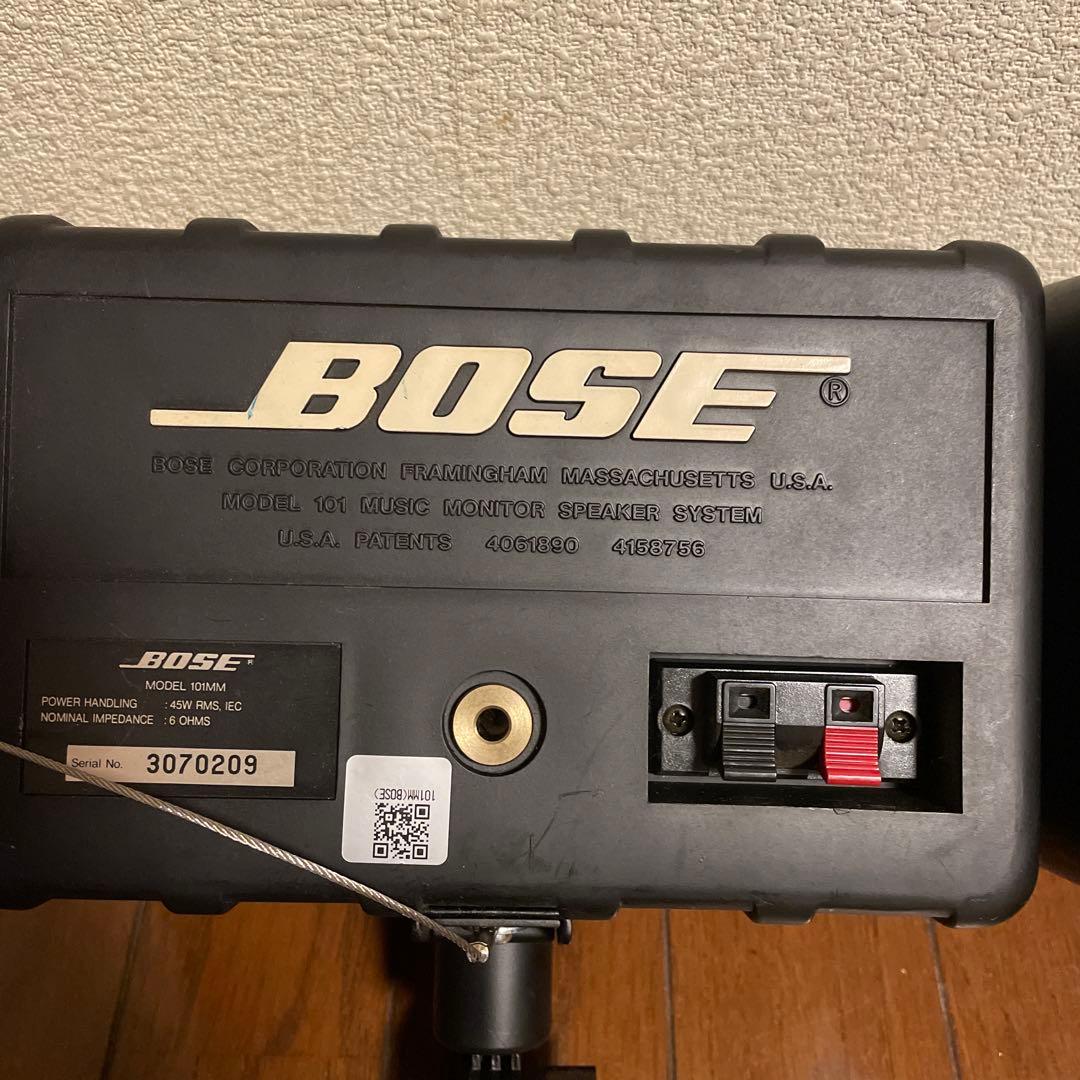 BOSE®
BOSE CORPORATION FRAMINGHAM MASSACHUSETTS U.S.A.
MODEL 101 MUSIC MONITOR SPEAKER SYSTEM
U.S.A. PATENTS 4061890 4158756
BOSE®
MODEL 101MM
POWER HANDLING : 45W RMS, IEC
NOMINAL IMPEDANCE : 6 OHMS
Serial No. 3070209
101MM(BOSE)